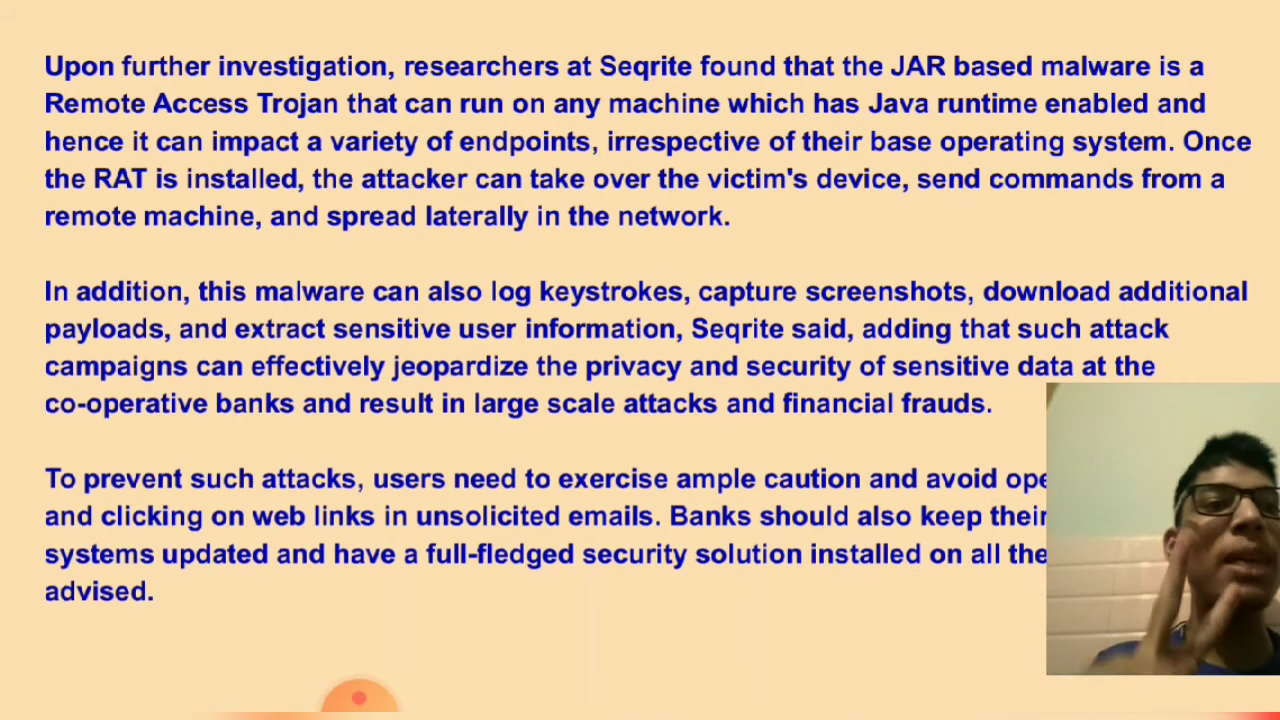 Upon further investigation, researchers at Seqrite found that the JAR based malware is a
Remote Access Trojan that can run on any machine which has Java runtime enabled and
hence it can impact a variety of endpoints, irrespective of their base operating system. Once
the RAT is installed, the attacker can take over the victim's device, send commands from a
remote machine, and spread laterally in the network.
In addition, this malware can also log keystrokes, capture screenshots, download additional
payloads, and extract sensitive user information, Seqrite said, adding that such attack
campaigns can effectively jeopardize the privacy and security of sensitive data at the
co-operative banks and result in large scale attacks and financial frauds.
To prevent such attacks, users need to exercise ample caution and avoid
and clicking on web links in unsolicited emails. Banks should also keep their
systems updated and have a full-fledged security solution installed on all
advised.